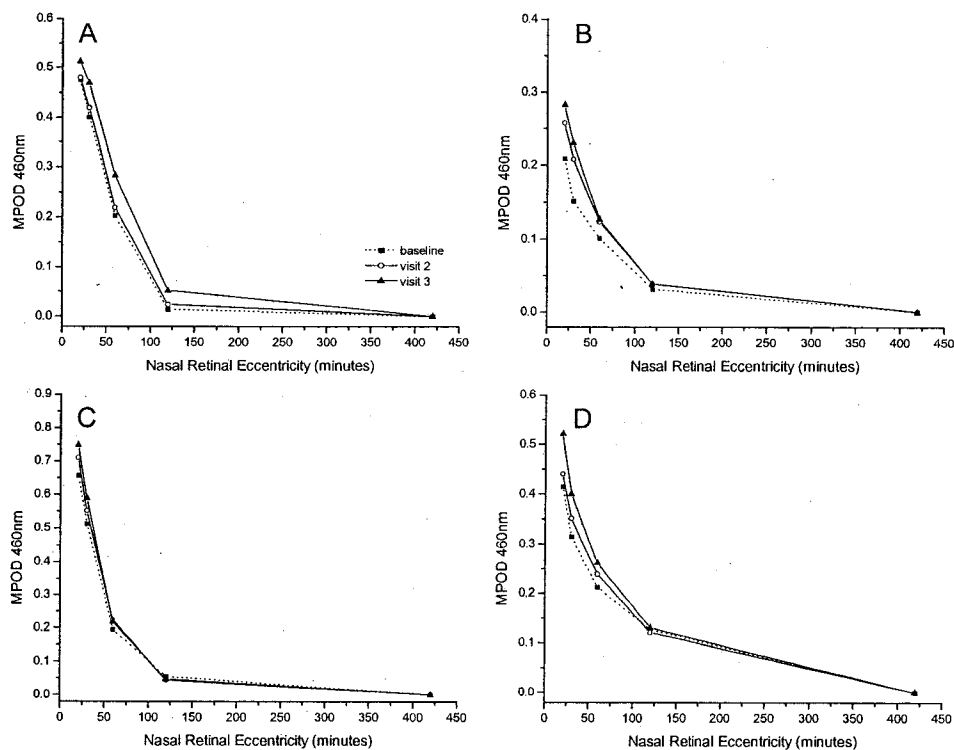 A
0.6
0.5
0.4
0.3
0.2
0.1
0.0
MPOD 460nm
baseline
visit 2
visit 3
0 50 100 150 200 250 300 350 400 450
Nasal Retinal Eccentricity (minutes)
B
0.4
0.3
0.2
0.1
0.0
MPOD 460nm
0 50 100 150 200 250 300 350 400 450
Nasal Retinal Eccentricity (minutes)
C
0.9
0.8
0.7
0.6
0.5
0.4
0.3
0.2
0.1
0.0
MPOD 460nm
0 50 100 150 200 250 300 350 400 450
Nasal Retinal Eccentricity (minutes)
D
0.6
0.5
0.4
0.3
0.2
0.1
0.0
MPOD 460nm
0 50 100 150 200 250 300 350 400 450
Nasal Retinal Eccentricity (minutes)